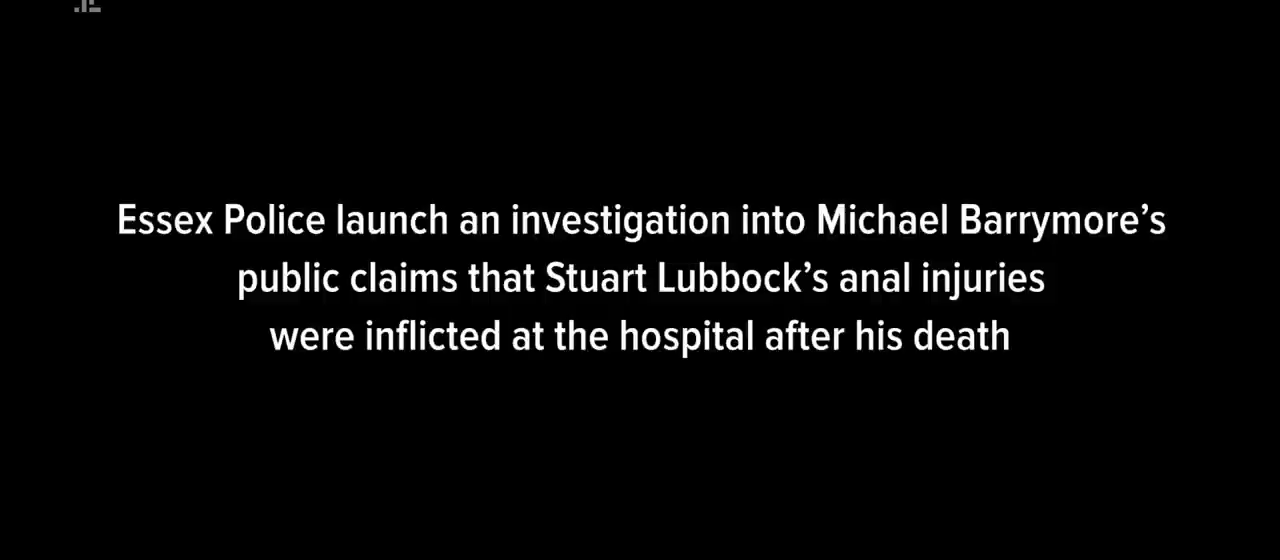 Essex Police launch an investigation into Michael Barrymore’s
public claims that Stuart Lubbock’s anal injuries
were inflicted at the hospital after his death